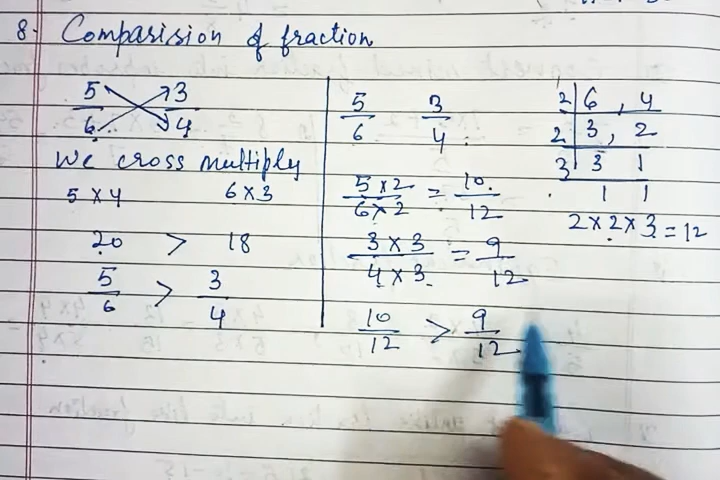 8. Comparision of fraction
5/6 3/4
We cross multiply
5 × 4 6 × 3
20 > 18
5/6 > 3/4
5/6 3/4
5 × 2 / 6 × 2 = 10/12
3 × 3 / 4 × 3 = 9/12
10/12 > 9/12
2 | 6, 4
2 | 3, 2
3 | 3 1
1 1
2 × 2 × 3 = 12